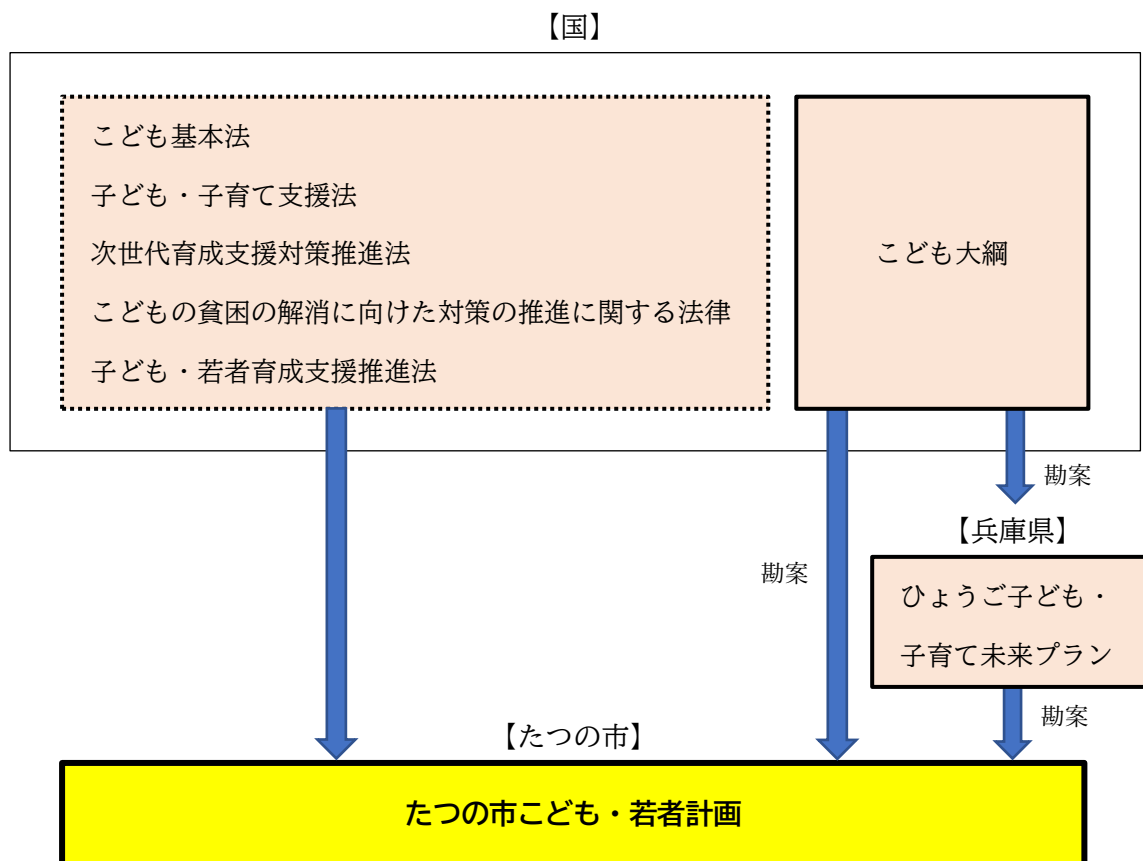 【国】
こども基本法
子ども・子育て支援法
次世代育成支援対策推進法
こどもの貧困の解消に向けた対策の推進に関する法律
子ども・若者育成支援推進法
こども大綱
勘案
【兵庫県】
勘案
ひょうご子ども・
子育て未来プラン
勘案
【たつの市】
たつの市こども・若者計画